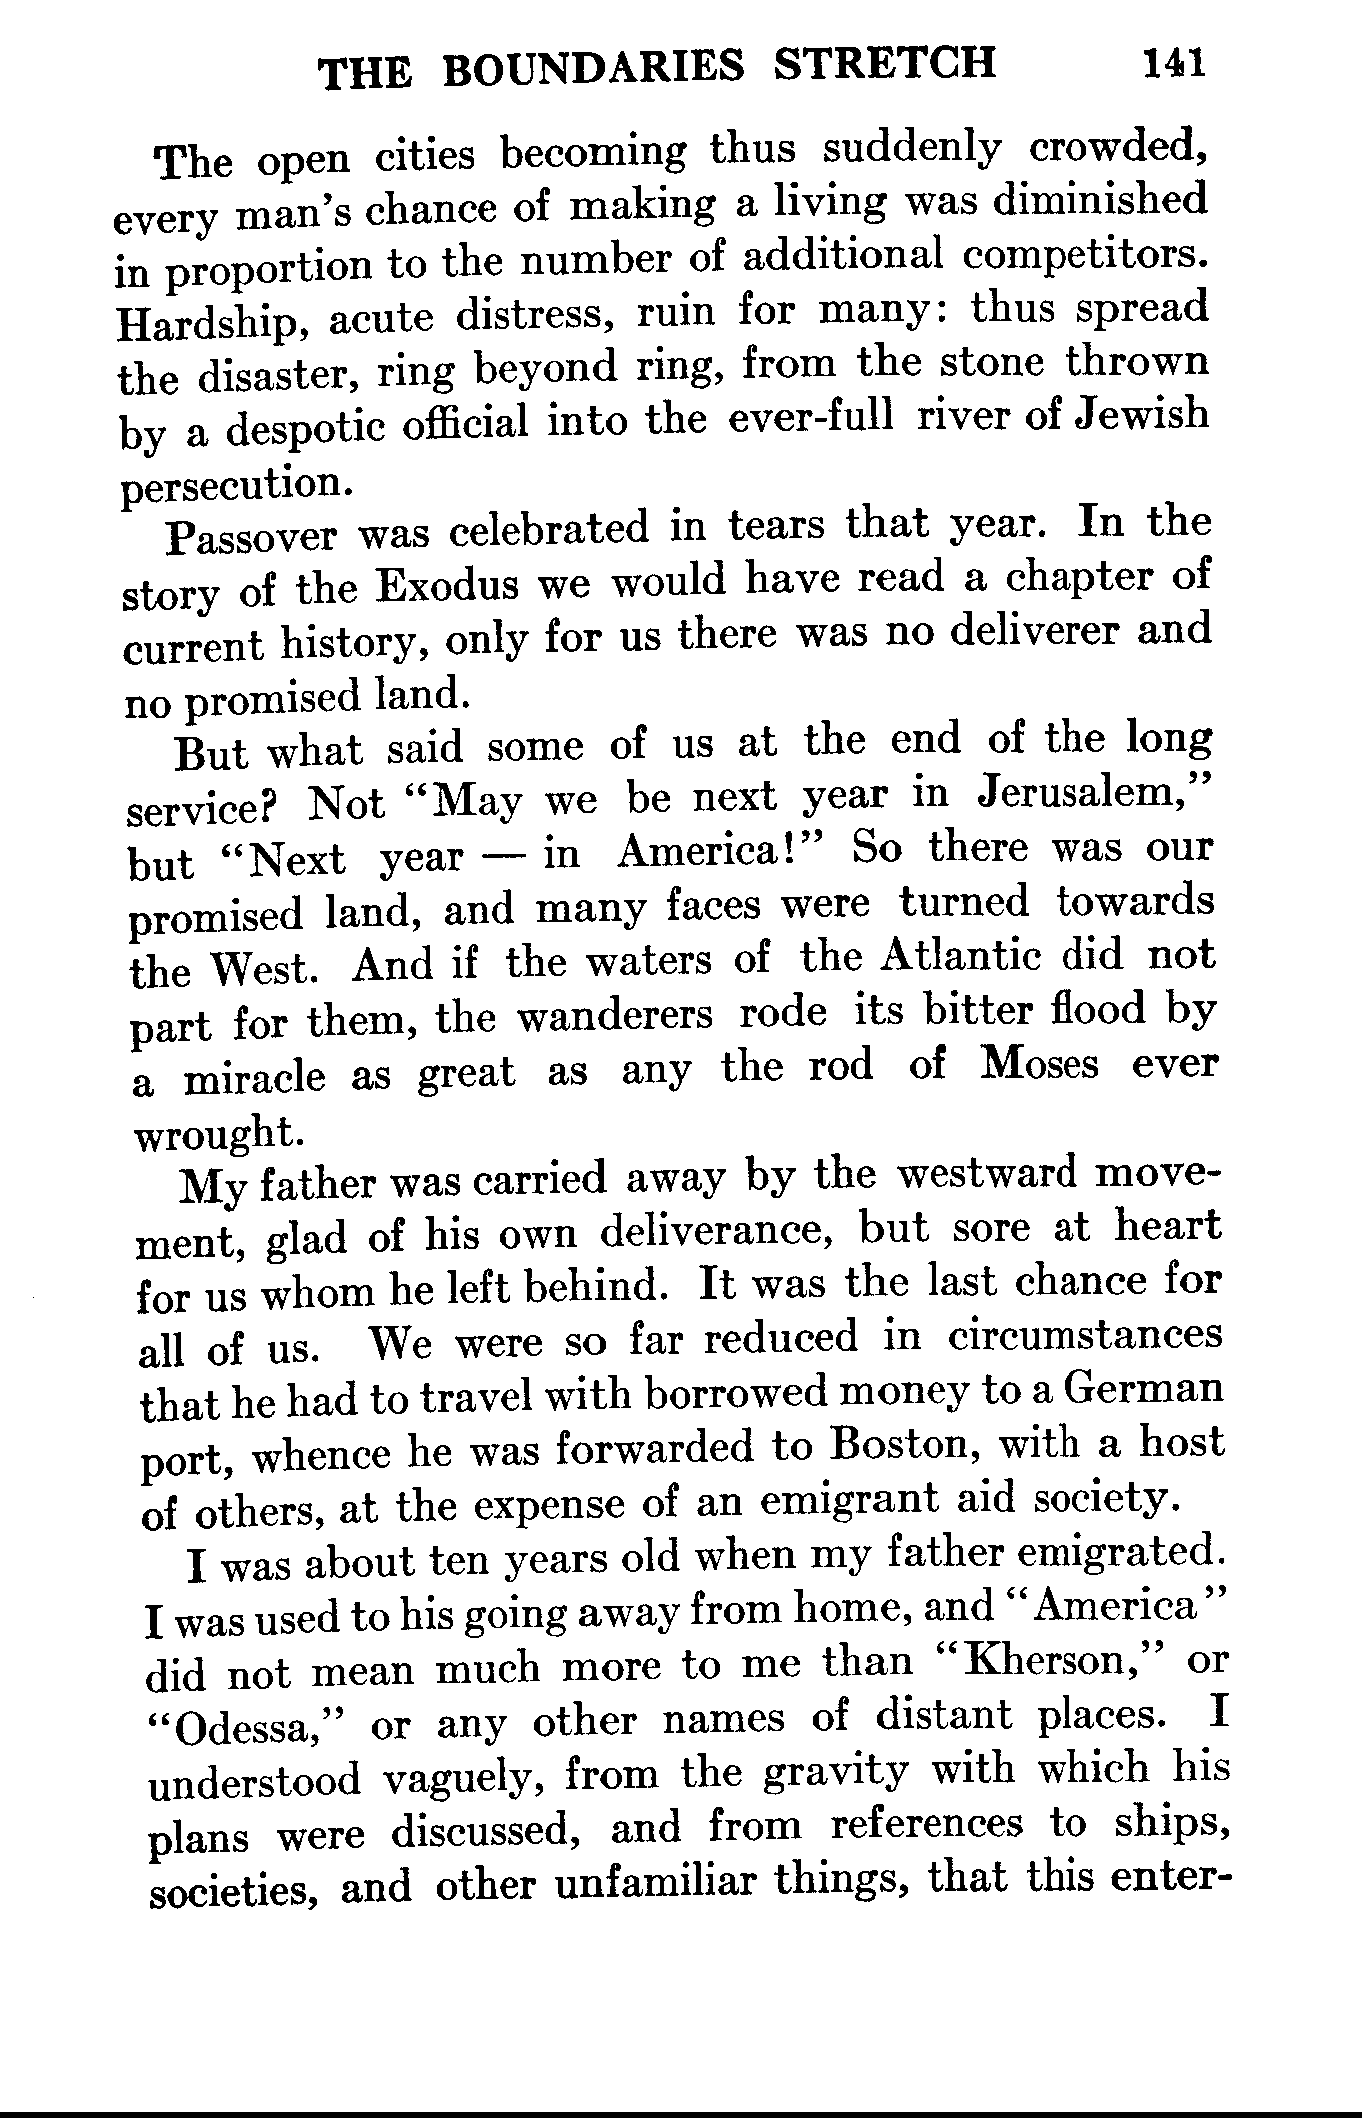 THE BOUNDARIES STRETCH 141
The open cities becoming thus suddenly crowded,
every man's chance of making a living was diminished
in proportion to the number of additional competitors.
Hardship, acute distress, ruin for many: thus spread
the disaster, ring beyond ring, from the stone thrown
by a despotic official into the ever-full river of Jewish
persecution.
Passover was celebrated in tears that year. In the
story of the Exodus we would have read a chapter of
current history, only for us there was no deliverer and
no promised land.
But what said some of us at the end of the long
service? Not "May we be next year in Jerusalem,"
but "Next year — in America!" So there was our
promised land, and many faces were turned towards
the West. And if the waters of the Atlantic did not
part for them, the wanderers rode its bitter flood by
a miracle as great as any the rod of Moses ever
wrought.
My father was carried away by the westward move-
ment, glad of his own deliverance, but sore at heart
for us whom he left behind. It was the last chance for
all of us. We were so far reduced in circumstances
that he had to travel with borrowed money to a German
port, whence he was forwarded to Boston, with a host
of others, at the expense of an emigrant aid society.
I was about ten years old when my father emigrated.
I was used to his going away from home, and "America"
did not mean much more to me than "Kherson," or
"Odessa," or any other names of distant places. I
understood vaguely, from the gravity with which his
plans were discussed, and from references to ships,
societies, and other unfamiliar things, that this enter-